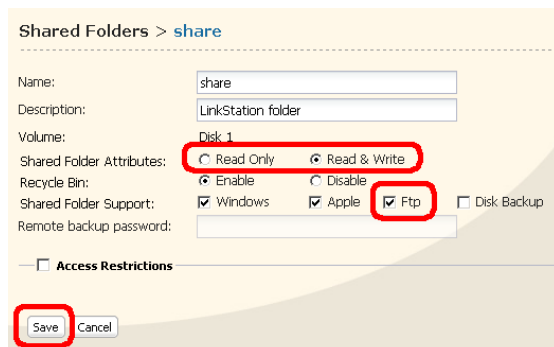 Shared Folders > share
Name: share
Description: LinkStation folder
Volume: Disk 1
Shared Folder Attributes: Read Only Read & Write
Recycle Bin: Enable Disable
Shared Folder Support: Windows Apple Ftp Disk Backup
Remote backup password:
Access Restrictions
Save Cancel